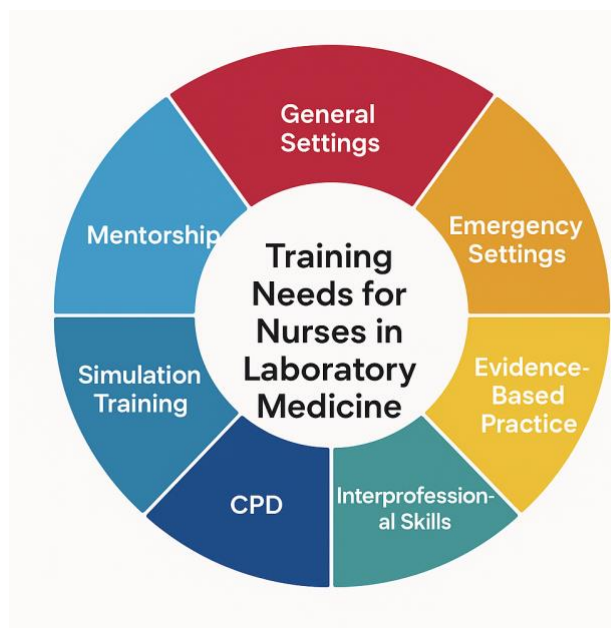 General
Settings
Emergency
Settings
Evidence-
Based
Practice
Interprofession-
al Skills
CPD
Simulation
Training
Mentorship
Training
Needs for
Nurses in
Laboratory
Medicine